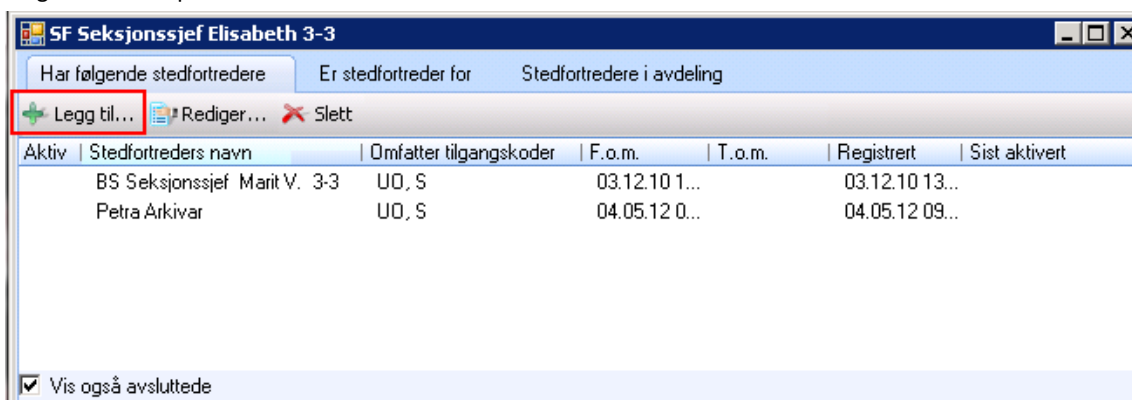 SF Seksjonssjef Elisabeth 3-3
Har følgende stedfortredere Er stedfortreder for Stedfortredere i avdeling
Legg til... Rediger... Slett
Aktiv Stedfortreders navn Omfatter tilgangskoder F.o.m. T.o.m. Registrert Sist aktivert
BS Seksjonssjef Marit V. 3-3 UO, S 03.12.10 1... 03.12.10 13...
Petra Arkivar UO, S 04.05.12 0... 04.05.12 09...
Vis også avsluttede